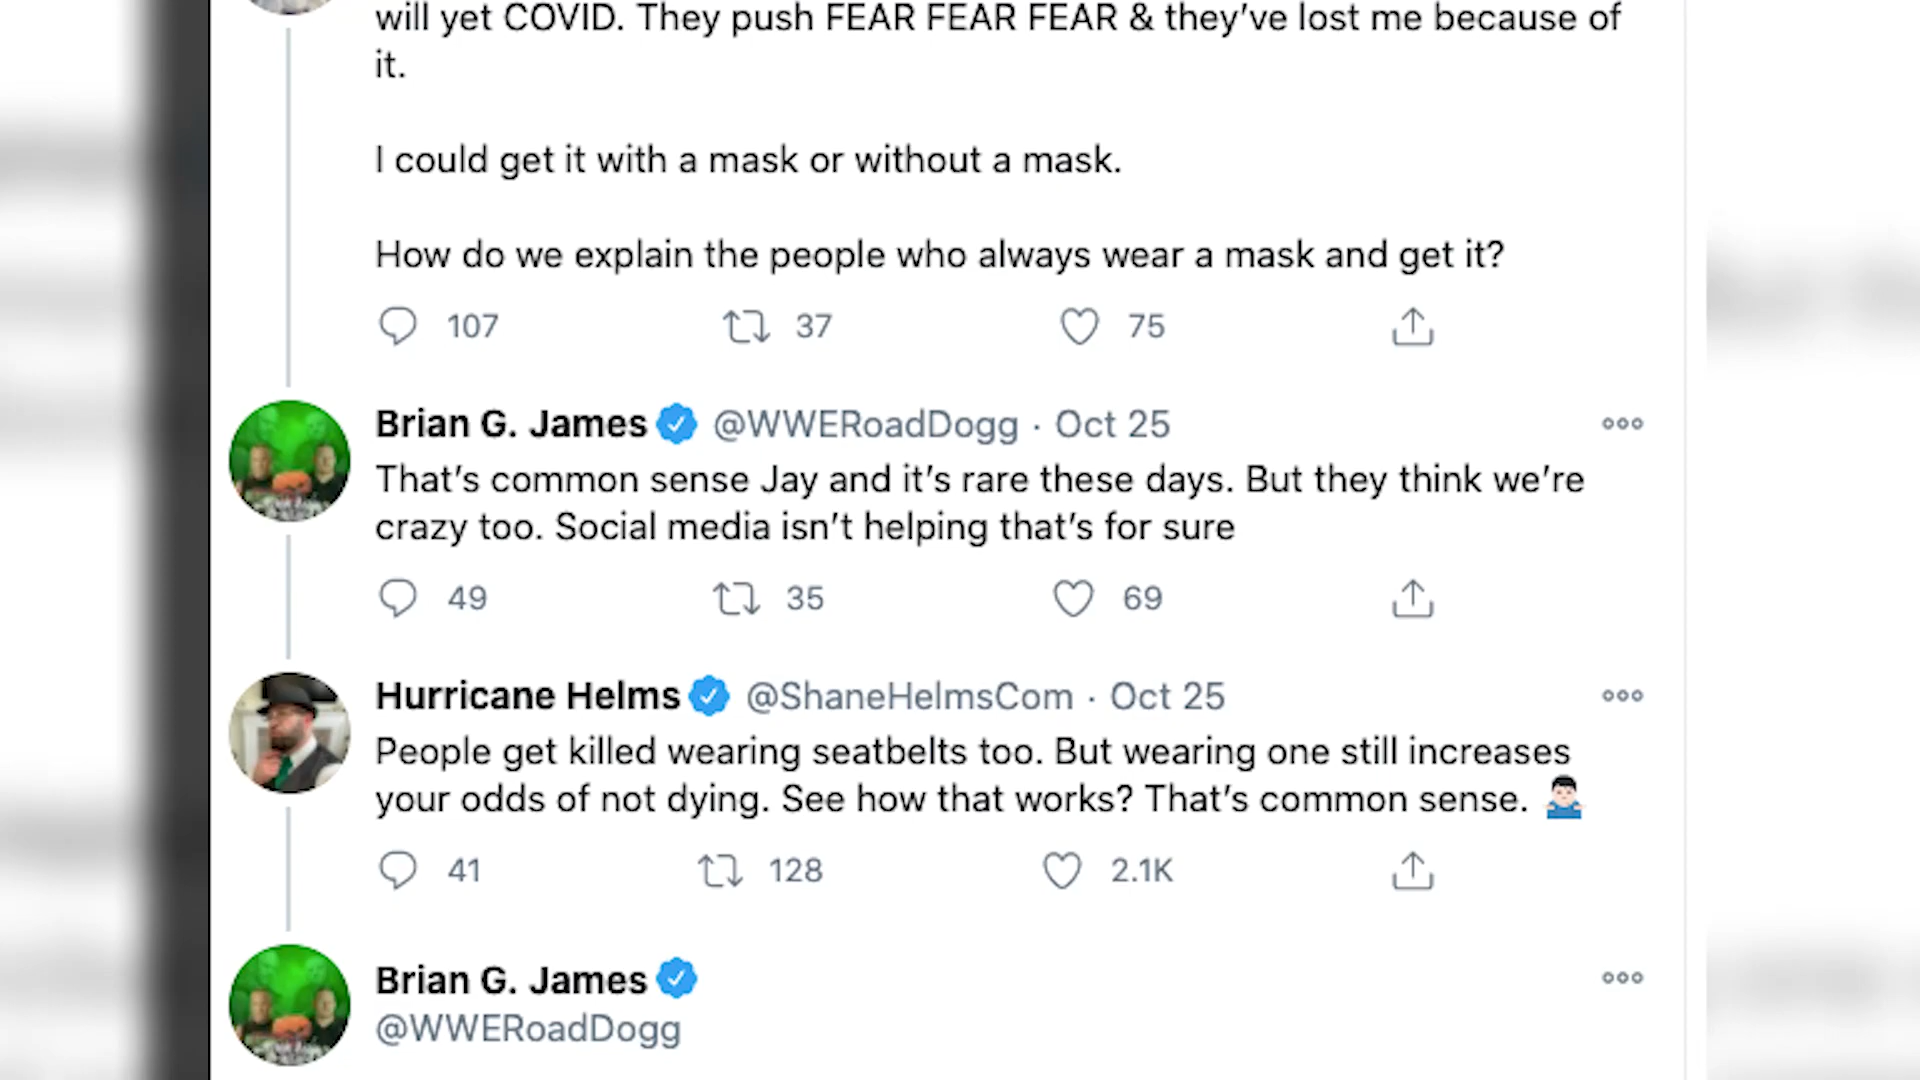 will yet COVID. They push FEAR FEAR FEAR & they've lost me because of
it.
I could get it with a mask or without a mask.
How do we explain the people who always wear a mask and get it?
107 37 75
Brian G. James @WWERoadDogg · Oct 25
That's common sense Jay and it's rare these days. But they think we're
crazy too. Social media isn't helping that's for sure
49 35 69
Hurricane Helms @ShaneHelmsCom · Oct 25
People get killed wearing seatbelts too. But wearing one still increases
your odds of not dying. See how that works? That's common sense. 🤷🏻‍♂️
41 128 2.1K
Brian G. James
@WWERoadDogg